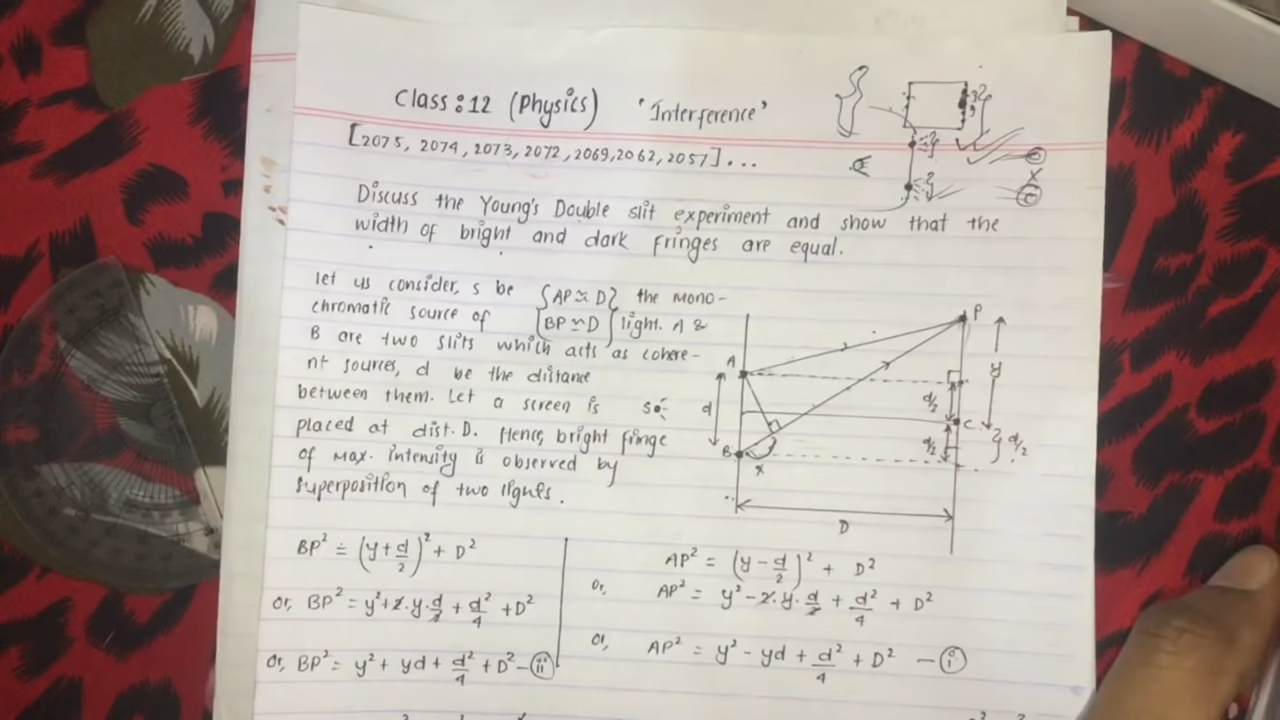 Class:12 (Physics) 'Interference'
[2075, 2074, 2073, 2072, 2069, 2062, 2057]...
Discuss the Young's Double slit experiment and show that the
width of bright and dark fringes are equal.
let us consider, s be {AP ≃ D} the mono-
chromatic source of {BP ≃ D} light. A &
B are two slits which acts as cohere-
nt sources, d be the distance
between them. Let a screen is
placed at dist. D. Hence, bright fringe
of max. intensity is observed by
superposition of two lights.
P
A
y
S
d
d/2
C
B
d/2
d/2
x
D
BP² = (y+d/2)² + D²
or, BP² = y²+2.y.d/2 + d²/4 + D²
or, BP² = y² + yd + d²/4 + D² - (ii)
AP² = (y - d/2)² + D²
or, AP² = y² - 2.y.d/2 + d²/4 + D²
or, AP² = y² - yd + d²/4 + D² - (i)